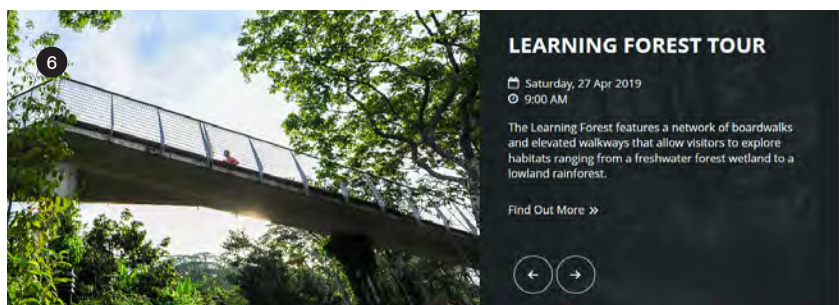 6
LEARNING FOREST TOUR
Saturday, 27 Apr 2019
9:00 AM
The Learning Forest features a network of boardwalks
and elevated walkways that allow visitors to explore
habitats ranging from a freshwater forest wetland to a
lowland rainforest.
Find Out More »